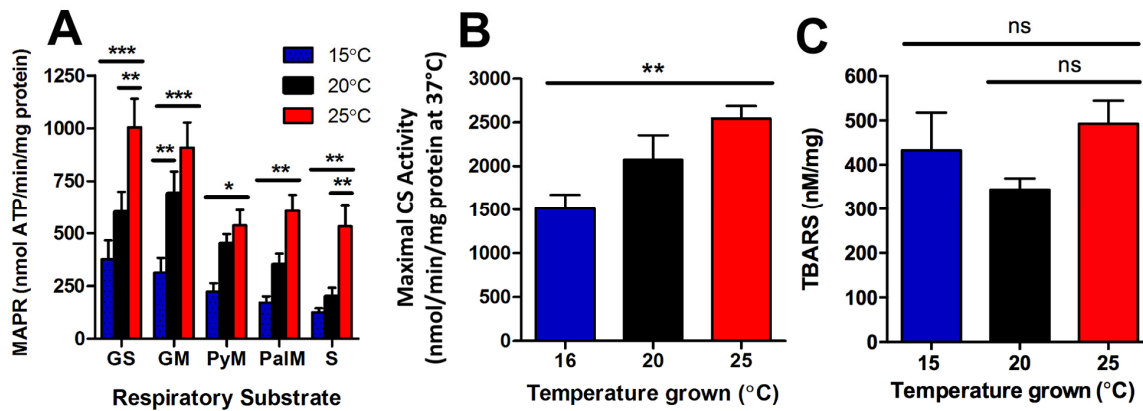 A
***
**
***
**
*
**
**
**
15°C
20°C
25°C
MAPR (nmol ATP/min/mg protein)
1250
1000
750
500
250
0
GS GM PyM PalM S
Respiratory Substrate
B
**
Maximal CS Activity
(nmol/min/mg protein at 37°C)
3000
2500
2000
1500
1000
500
0
16 20 25
Temperature grown (°C)
C
ns
ns
TBARS (nM/mg)
600
500
400
300
200
100
0
15 20 25
Temperature grown (°C)